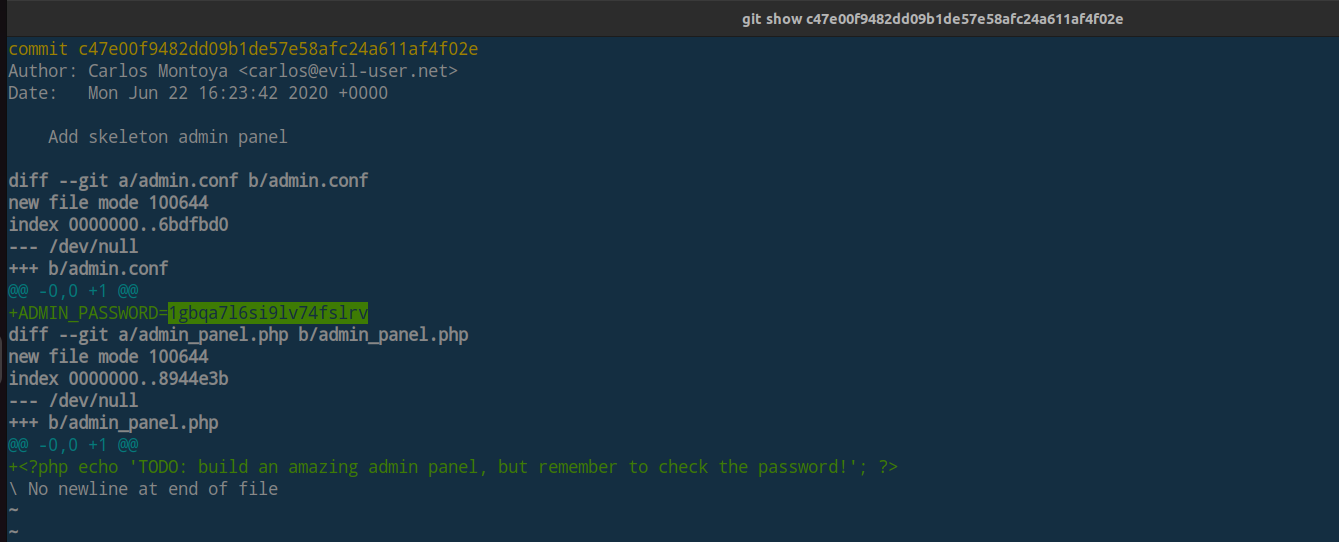 git show c47e00f9482dd09b1de57e58afc24a611af4f02e
commit c47e00f9482dd09b1de57e58afc24a611af4f02e
Author: Carlos Montoya <carlos@evil-user.net>
Date:   Mon Jun 22 16:23:42 2020 +0000
    Add skeleton admin panel
diff --git a/admin.conf b/admin.conf
new file mode 100644
index 0000000..6bdfbd0
--- /dev/null
+++ b/admin.conf
@@ -0,0 +1 @@
+ADMIN_PASSWORD=1gbqa7l6si9lv74fslrv
diff --git a/admin_panel.php b/admin_panel.php
new file mode 100644
index 0000000..8944e3b
--- /dev/null
+++ b/admin_panel.php
@@ -0,0 +1 @@
+<?php echo 'TODO: build an amazing admin panel, but remember to check the password!'; ?>
\ No newline at end of file
~
~